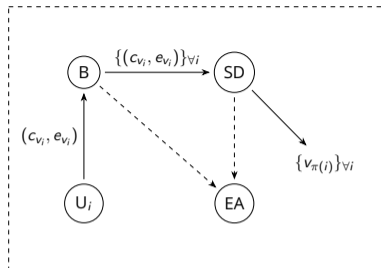 {(c_{v_i}, e_{v_i})}_{∀i}
B
SD
(c_{v_i}, e_{v_i})
{v_{π(i)}}_{∀i}
U_i
EA